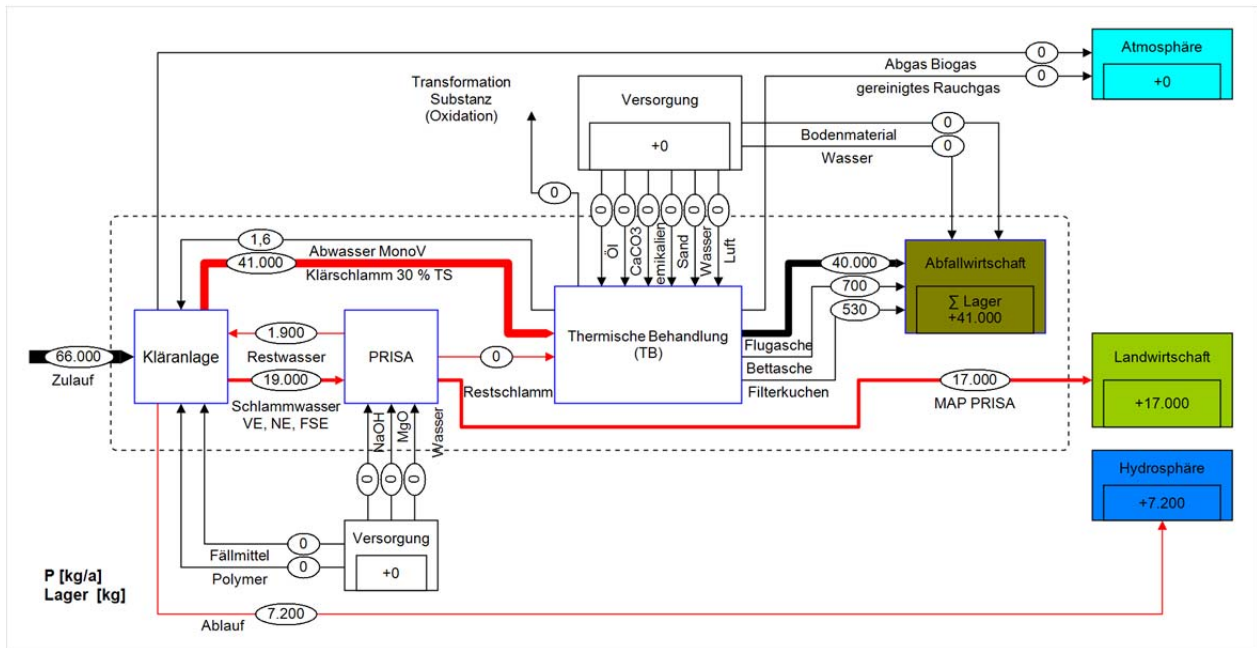 0
Atmosphäre
+0
Abgas Biogas
0
gereinigtes Rauchgas
Transformation
Substanz
(Oxidation)
0
Versorgung
+0
0
Bodenmaterial
0
Wasser
0
0
0
0
0
0
Öl
CaCO3
emikalien
Sand
Wasser
Luft
1,6
Abwasser MonoV
41.000
Klärschlamm 30 % TS
40.000
700
530
Abfallwirtschaft
∑ Lager
+41.000
66.000
Zulauf
Kläranlage
1.900
Restwasser
19.000
Schlammwasser
VE, NE, FSE
PRISA
0
Restschlamm
Thermische Behandlung
(TB)
Flugasche
Bettasche
Filterkuchen
17.000
MAP PRISA
Landwirtschaft
+17.000
NaOH
MgO
Wasser
0
0
0
Hydrosphäre
+7.200
Versorgung
+0
0
Fällmittel
0
Polymer
P [kg/a]
Lager [kg]
7.200
Ablauf